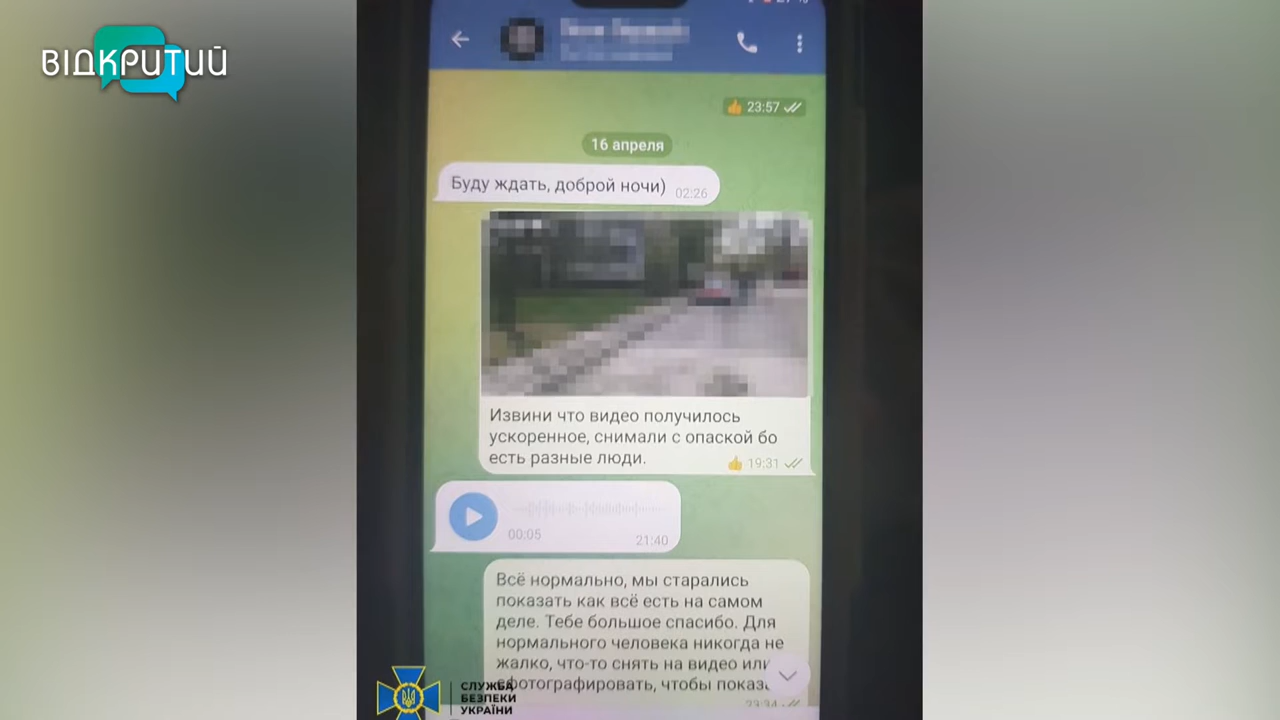 ВІДКРИТИЙ
23:57
16 апреля
Буду ждать, доброй ночи)
02:26
Извини что видео получилось
ускоренное, снимали с опаской бо
есть разные люди.
19:31
00:05
21:40
Всё нормально, мы старались
показать как всё есть на самом
деле. Тебе большое спасибо. Для
нормального человека никогда не
жалко, что-то снять на видео или
сфотографировать, чтобы показ
23:34
СЛУЖБА
БЕЗПЕКИ
УКРАЇНИ